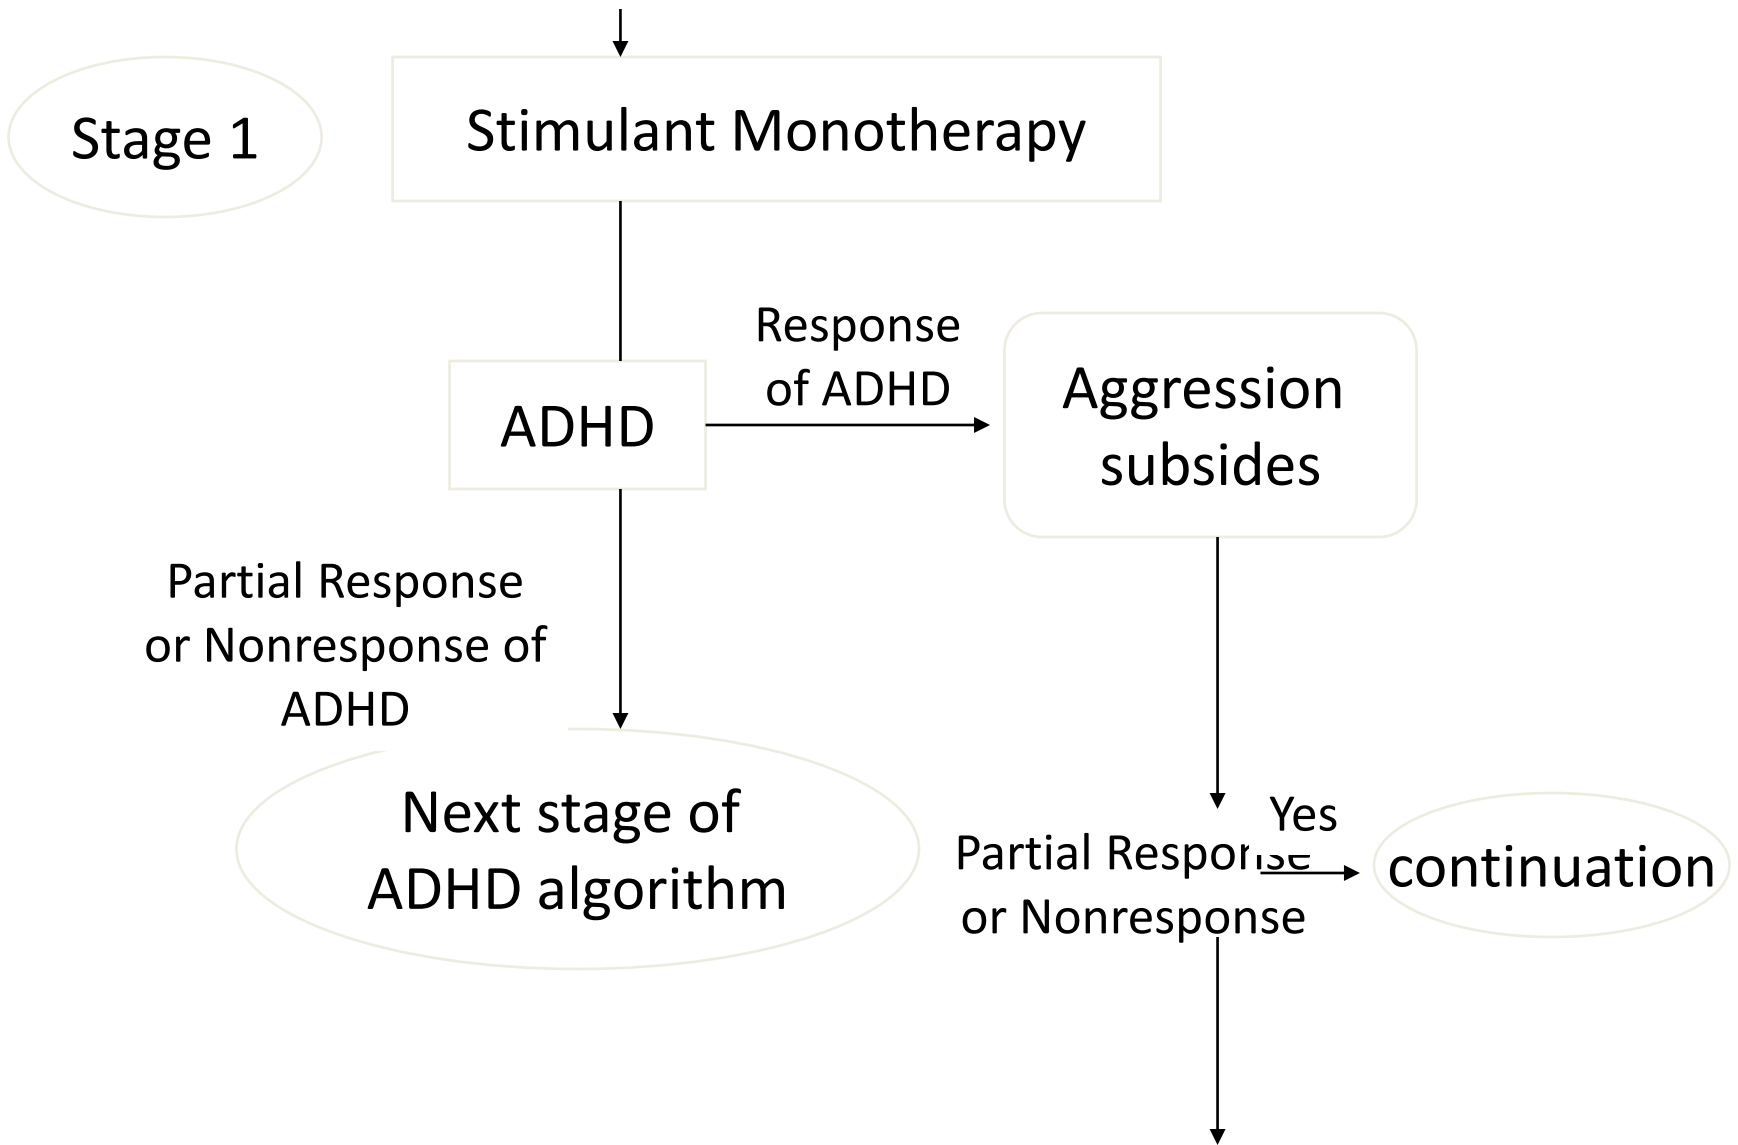 Stage 1
Stimulant Monotherapy
Response
of ADHD
ADHD
Aggression
subsides
Partial Response
or Nonresponse of
ADHD
Next stage of
ADHD algorithm
Yes
Partial Response
or Nonresponse
continuation